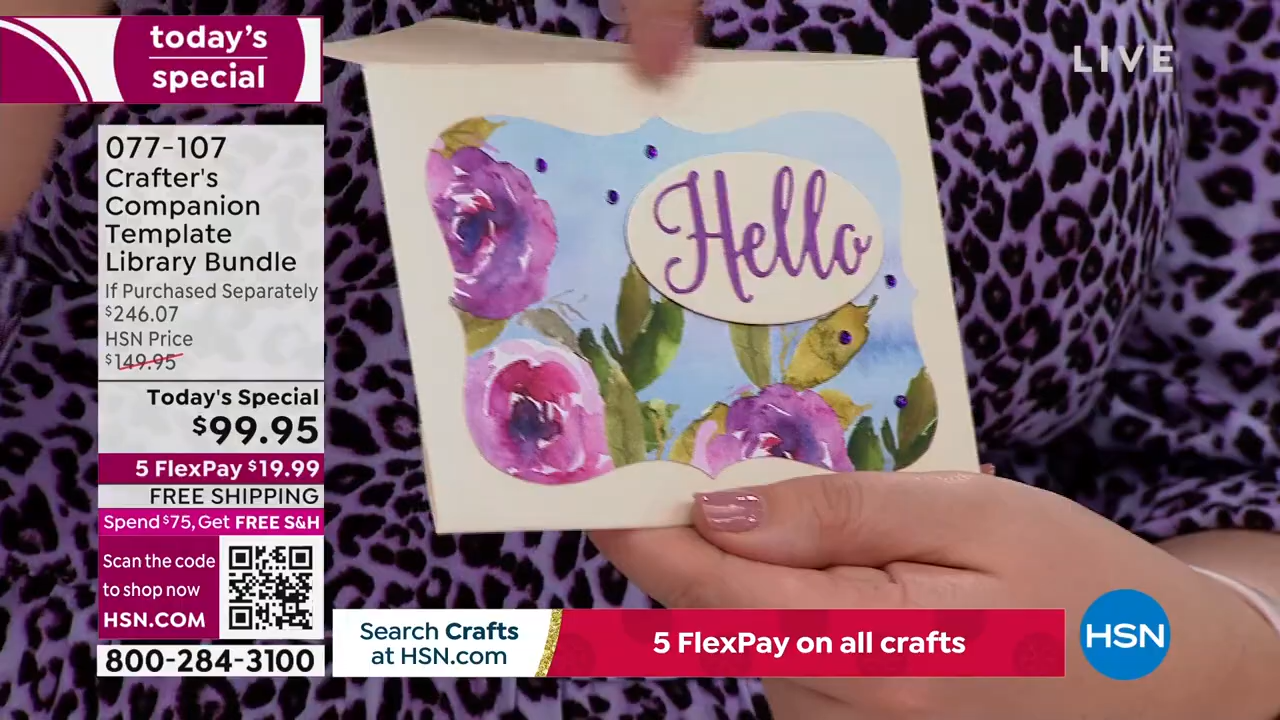 today's
special
LIVE
077-107
Crafter's
Companion
Template
Library Bundle
If Purchased Separately
$246.07
HSN Price
$149.95
Today's Special
$99.95
5 FlexPay $19.99
FREE SHIPPING
Spend $75, Get FREE S&H
Scan the code
to shop now
HSN.COM
800-284-3100
Hello
Search Crafts
at HSN.com
5 FlexPay on all crafts
HSN